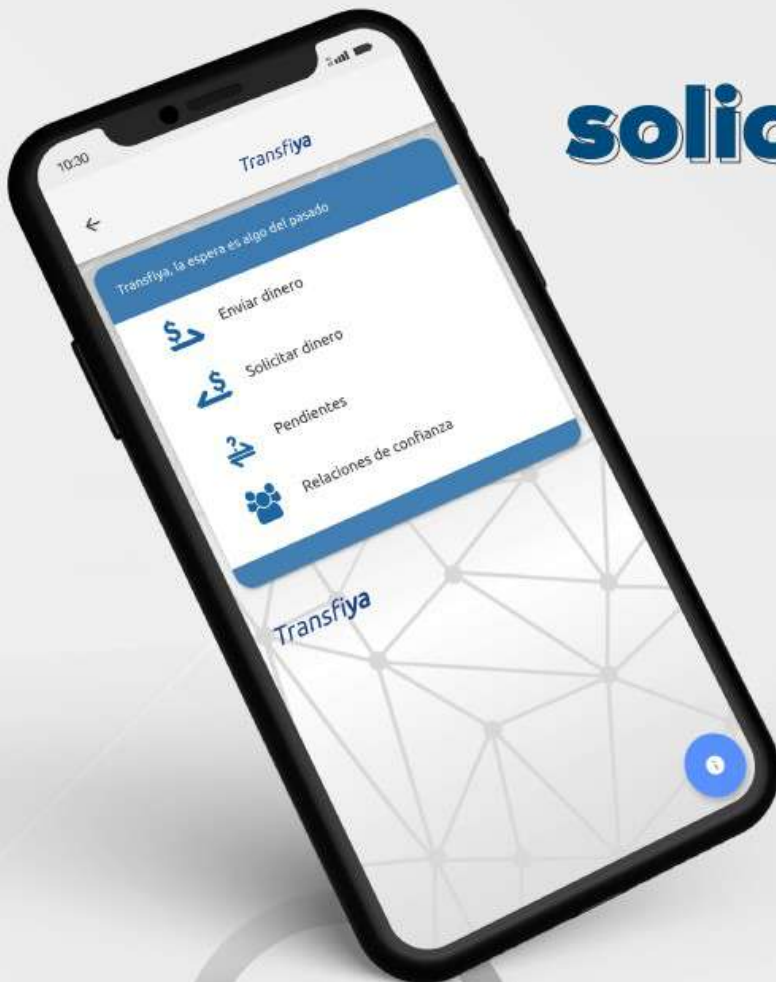 10:30
Transfiya
Transfiya, la espera es algo del pasado
Enviar dinero
Solicitar dinero
Pendientes
Relaciones de confianza
Transfiya
solic